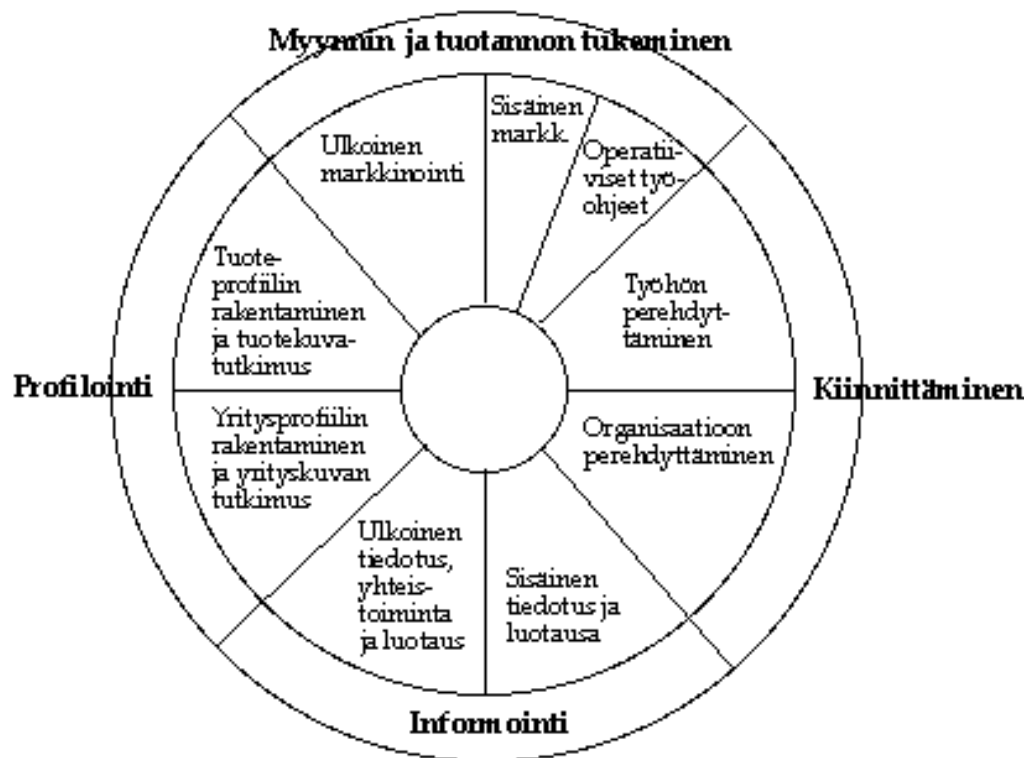 Myynnin ja tuotannon tukeminen
Sisäinen
markk.
Operatii-
viset työ-
ohjeet
Ulkoinen
markkinointi
Työhön
perehdyt-
täminen
Tuote-
profiilin
rakentaminen
ja tuotekuva-
tutkimus
Profilointi
Kiinnittäminen
Organisaatioon
perehdyttäminen
Yritysprofiilin
rakentaminen
ja yrityskuvan
tutkimus
Ulkoinen
tiedotus,
yhteis-
toiminta
ja luotaus
Sisäinen
tiedotus ja
luotausa
Informointi